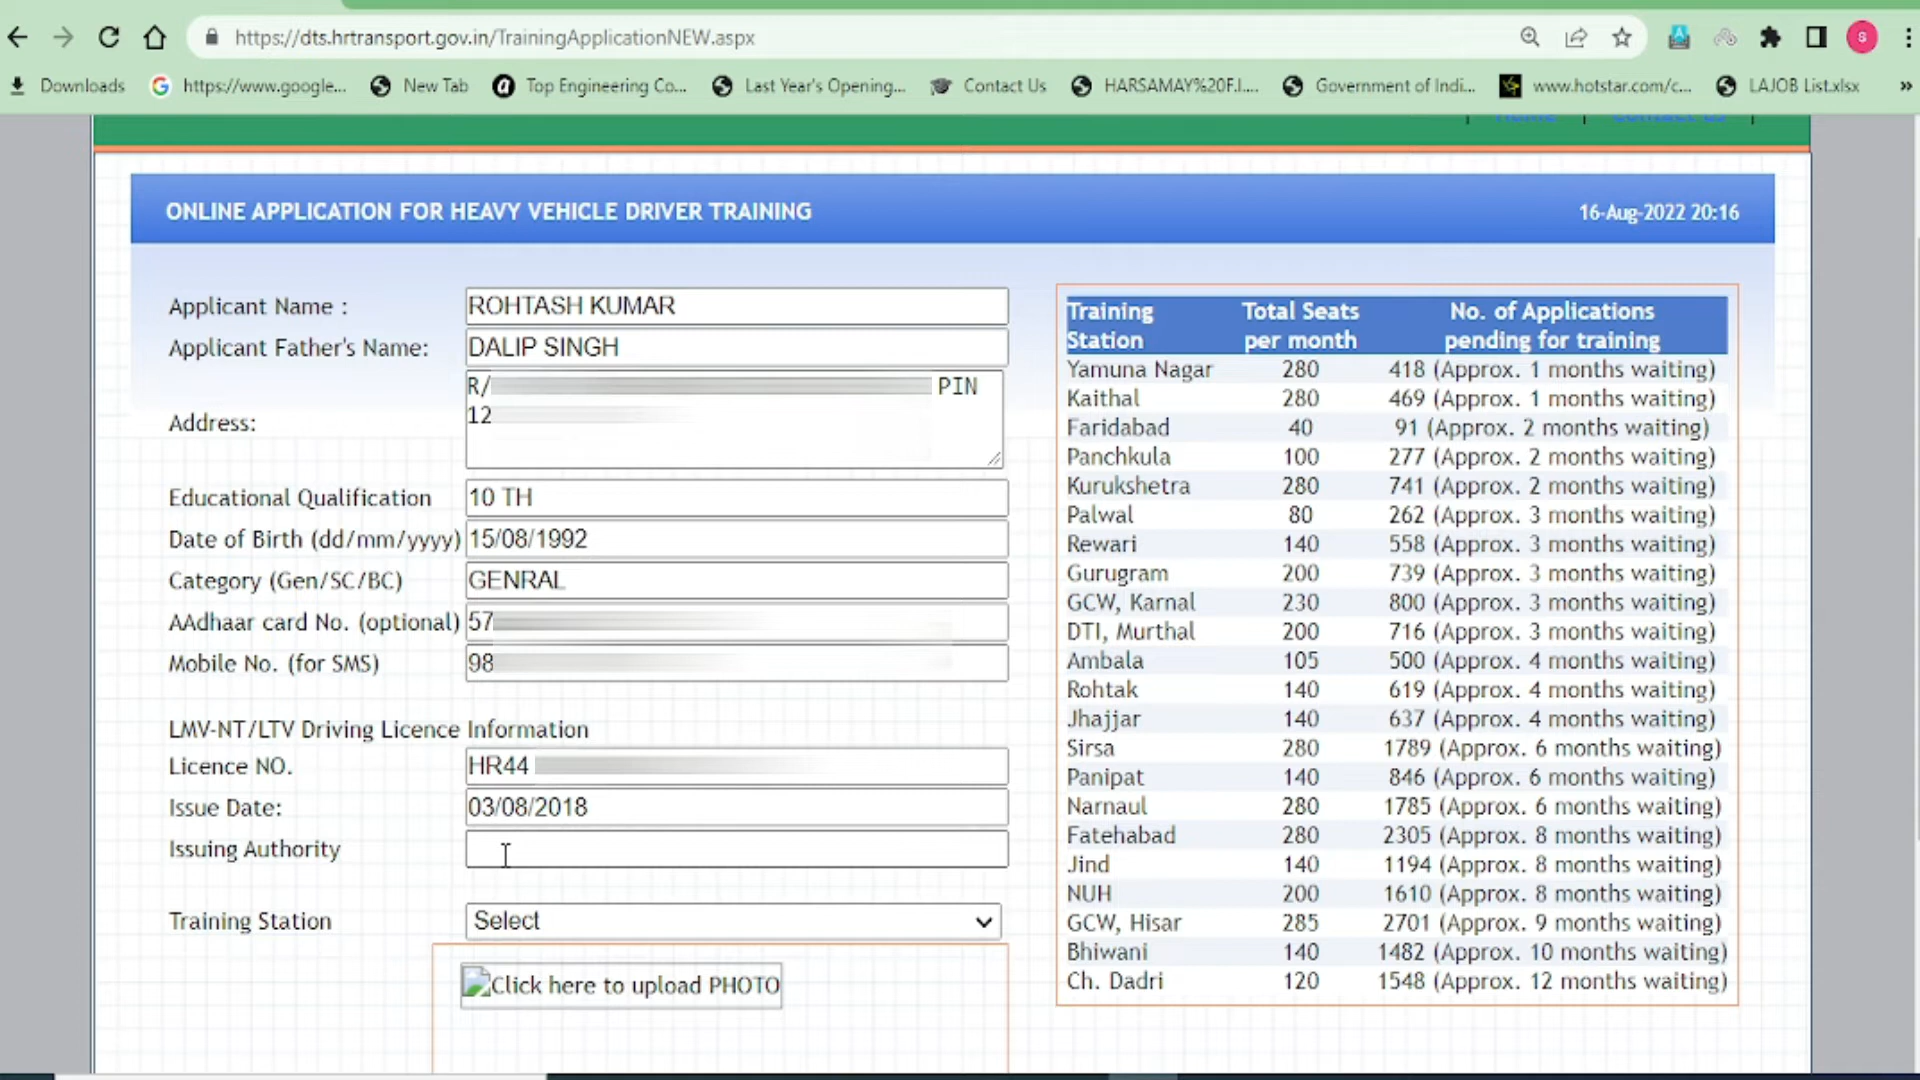 https://dts.hrtransport.gov.in/TrainingApplicationNEW.aspx
S
Downloads
https://www.google...
New Tab
Top Engineering Co...
Last Year's Opening...
Contact Us
HARSAMAY%20F.I....
Government of Indi...
www.hotstar.com/c...
LAJOB List.xlsx
»
| Home | Contact us |
ONLINE APPLICATION FOR HEAVY VEHICLE DRIVER TRAINING
16-Aug-2022 20:16
Applicant Name : ROHTASH KUMAR
Applicant Father's Name: DALIP SINGH
Address: R/ PIN
12
Educational Qualification 10 TH
Date of Birth (dd/mm/yyyy) 15/08/1992
Category (Gen/SC/BC) GENRAL
AAdhaar card No. (optional) 57
Mobile No. (for SMS) 98
LMV-NT/LTV Driving Licence Information
Licence NO. HR44
Issue Date: 03/08/2018
Issuing Authority
Training Station Select
Click here to upload PHOTO
Training Total Seats No. of Applications
Station per month pending for training
Yamuna Nagar 280 418 (Approx. 1 months waiting)
Kaithal 280 469 (Approx. 1 months waiting)
Faridabad 40 91 (Approx. 2 months waiting)
Panchkula 100 277 (Approx. 2 months waiting)
Kurukshetra 280 741 (Approx. 2 months waiting)
Palwal 80 262 (Approx. 3 months waiting)
Rewari 140 558 (Approx. 3 months waiting)
Gurugram 200 739 (Approx. 3 months waiting)
GCW, Karnal 230 800 (Approx. 3 months waiting)
DTI, Murthal 200 716 (Approx. 3 months waiting)
Ambala 105 500 (Approx. 4 months waiting)
Rohtak 140 619 (Approx. 4 months waiting)
Jhajjar 140 637 (Approx. 4 months waiting)
Sirsa 280 1789 (Approx. 6 months waiting)
Panipat 140 846 (Approx. 6 months waiting)
Narnaul 280 1785 (Approx. 6 months waiting)
Fatehabad 280 2305 (Approx. 8 months waiting)
Jind 140 1194 (Approx. 8 months waiting)
NUH 200 1610 (Approx. 8 months waiting)
GCW, Hisar 285 2701 (Approx. 9 months waiting)
Bhiwani 140 1482 (Approx. 10 months waiting)
Ch. Dadri 120 1548 (Approx. 12 months waiting)